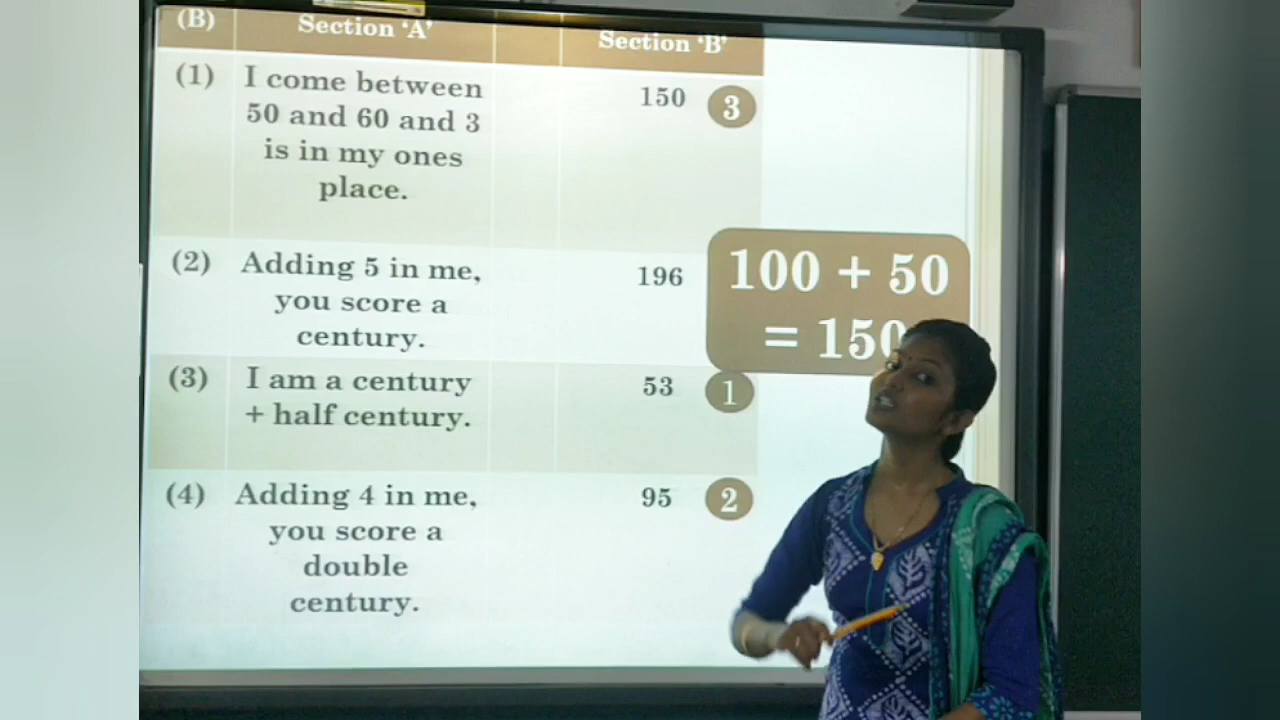 (B) Section ‘A’ Section ‘B’
(1) I come between 150 3
50 and 60 and 3
is in my ones
place.
(2) Adding 5 in me, 196
you score a
century.
100 + 50
= 150
(3) I am a century 53 1
+ half century.
(4) Adding 4 in me, 95 2
you score a
double
century.